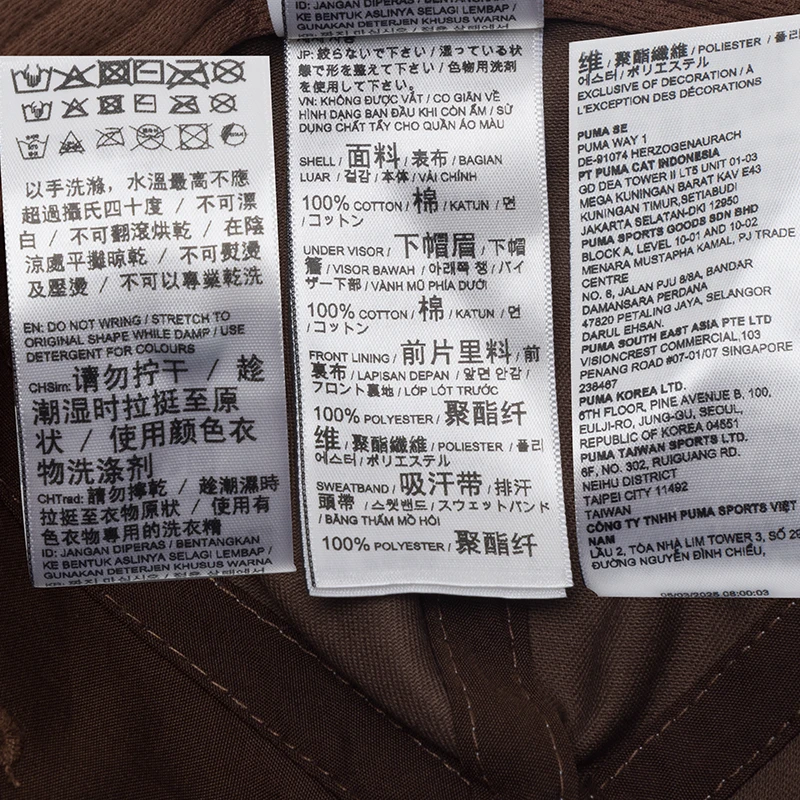 以手洗滌，水溫最高不應
超過攝氏四十度 / 不可漂
白 / 不可翻滾烘乾 / 在陰
涼處平攤晾乾 / 不可熨燙
及壓燙 / 不可以專業乾洗
EN: DO NOT WRING / STRETCH TO
ORIGINAL SHAPE WHILE DAMP / USE
DETERGENT FOR COLOURS
CHSim: 请勿拧干 / 趁
潮湿时拉挺至原
状 / 使用颜色衣
物洗涤剂
CHTrad: 請勿擰乾 / 趁潮濕時
拉挺至衣物原狀 / 使用有
色衣物專用的洗衣精
ID: JANGAN DIPERAS / BENTANGKAN
KE BENTUK ASLINYA SELAGI LEMBAP /
GUNAKAN DETERJEN KHUSUS WARNA
ID: JANGAN DIPERAS / BENTANGKAN
KE BENTUK ASLINYA SELAGI LEMBAP /
GUNAKAN DETERJEN KHUSUS WARNA
JP: 絞らないで下さい / 湿っている状
態で形を整えて下さい / 色物用洗剤
を使用して下さい。
VN: KHÔNG ĐƯỢC VẮT / CO GIÃN VỀ
HÌNH DẠNG BAN ĐẦU KHI CÒN ẨM / SỬ
DỤNG CHẤT TẨY CHO QUẦN ÁO MÀU
SHELL / 面料 / 表布 / BAGIAN
LUAR / 겉감 / 本体 / VẢI CHÍNH
100% COTTON / 棉 / KATUN / 면
/ コットン
UNDER VISOR / 下帽眉 / 下帽
簷 / VISOR BAWAH / 아래쪽 챙 / バイ
ザー下部 / VÀNH MŨ PHÍA DƯỚI
100% COTTON / 棉 / KATUN / 면
/ コットン
FRONT LINING / 前片里料 / 前
裏布 / LAPISAN DEPAN / 앞면 안감 /
フロント裏地 / LỚP LÓT TRƯỚC
100% POLYESTER / 聚酯纤
维 / 聚酯纖維 / POLIESTER / 폴리
에스터 / ポリエステル
SWEATBAND / 吸汗带 / 排汗
頭帶 / 스웻밴드 / スウェットバンド
/ BĂNG THẤM MỒ HÔI
100% POLYESTER / 聚酯纤
维 / 聚酯纖維 / POLIESTER / 폴리
에스터 / ポリエステル
EXCLUSIVE OF DECORATION / À
L'EXCEPTION DES DÉCORATIONS
PUMA SE
PUMA WAY 1
DE-91074 HERZOGENAURACH
PT PUMA CAT INDONESIA
GD DEA TOWER II LT5 UNIT 01-03
MEGA KUNINGAN BARAT KAV E43
KUNINGAN TIMUR, SETIABUDI
JAKARTA SELATAN-DKI 12950
PUMA SPORTS GOODS SDN BHD
BLOCK A, LEVEL 10-01 AND 10-02
MENARA MUSTAPHA KAMAL, PJ TRADE
CENTRE
NO. 8, JALAN PJU 8/8A, BANDAR
DAMANSARA PERDANA
47820 PETALING JAYA, SELANGOR
DARUL EHSAN.
PUMA SOUTH EAST ASIA PTE LTD
VISIONCREST COMMERCIAL,103
PENANG ROAD #07-01/07 SINGAPORE
238467
PUMA KOREA LTD.
6TH FLOOR, PINE AVENUE B, 100,
EULJI-RO, JUNG-GU, SEOUL,
REPUBLIC OF KOREA 04551
PUMA TAIWAN SPORTS LTD.
6F, NO. 302, RUIGUANG RD.
NEIHU DISTRICT
TAIPEI CITY 11492
TAIWAN
CÔNG TY TNHH PUMA SPORTS VIỆT
NAM
LẦU 2, TÒA NHÀ LIM TOWER 3, SỐ 29
ĐƯỜNG NGUYỄN ĐÌNH CHIỂU,